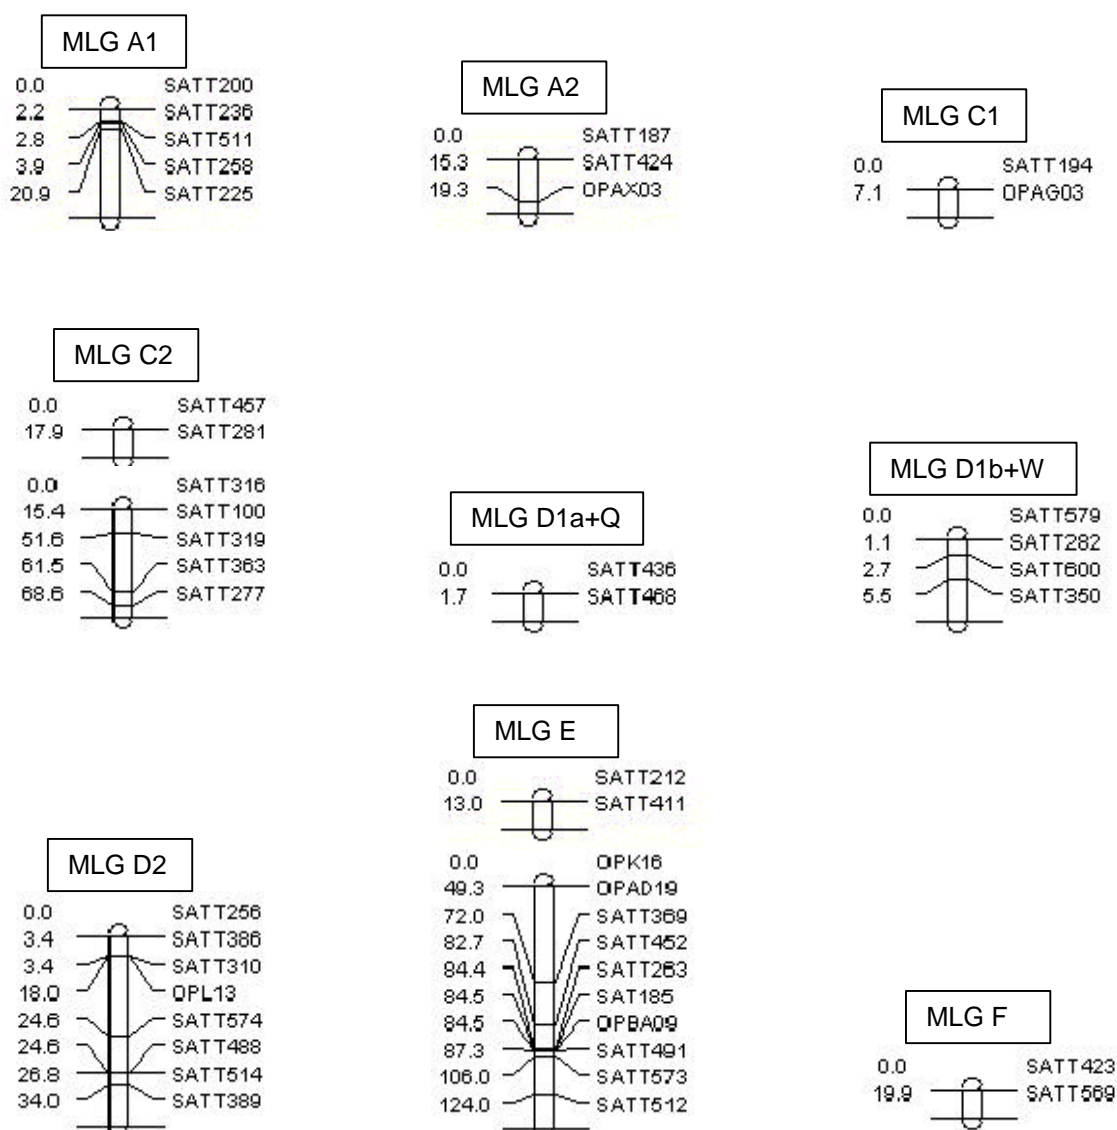 MLG A1
0.0 SATT200
2.2 SATT236
2.8 SATT511
3.9 SATT258
20.9 SATT225
MLG A2
0.0 SATT187
15.3 SATT424
19.3 OPAX03
MLG C1
0.0 SATT194
7.1 OPAG03
MLG C2
0.0 SATT457
17.9 SATT281
0.0 SATT316
15.4 SATT100
51.6 SATT319
61.5 SATT363
68.6 SATT277
MLG D1a+Q
0.0 SATT436
1.7 SATT468
MLG D1b+W
0.0 SATT579
1.1 SATT282
2.7 SATT600
5.5 SATT350
MLG D2
0.0 SATT256
3.4 SATT386
3.4 SATT310
18.0 OPL13
24.6 SATT574
24.6 SATT488
26.8 SATT514
34.0 SATT389
MLG E
0.0 SATT212
13.0 SATT411
0.0 OPK16
49.3 OPAD19
72.0 SATT369
82.7 SATT452
84.4 SATT263
84.5 SAT185
84.5 OPBA09
87.3 SATT491
106.0 SATT573
124.0 SATT512
MLG F
0.0 SATT423
19.9 SATT569